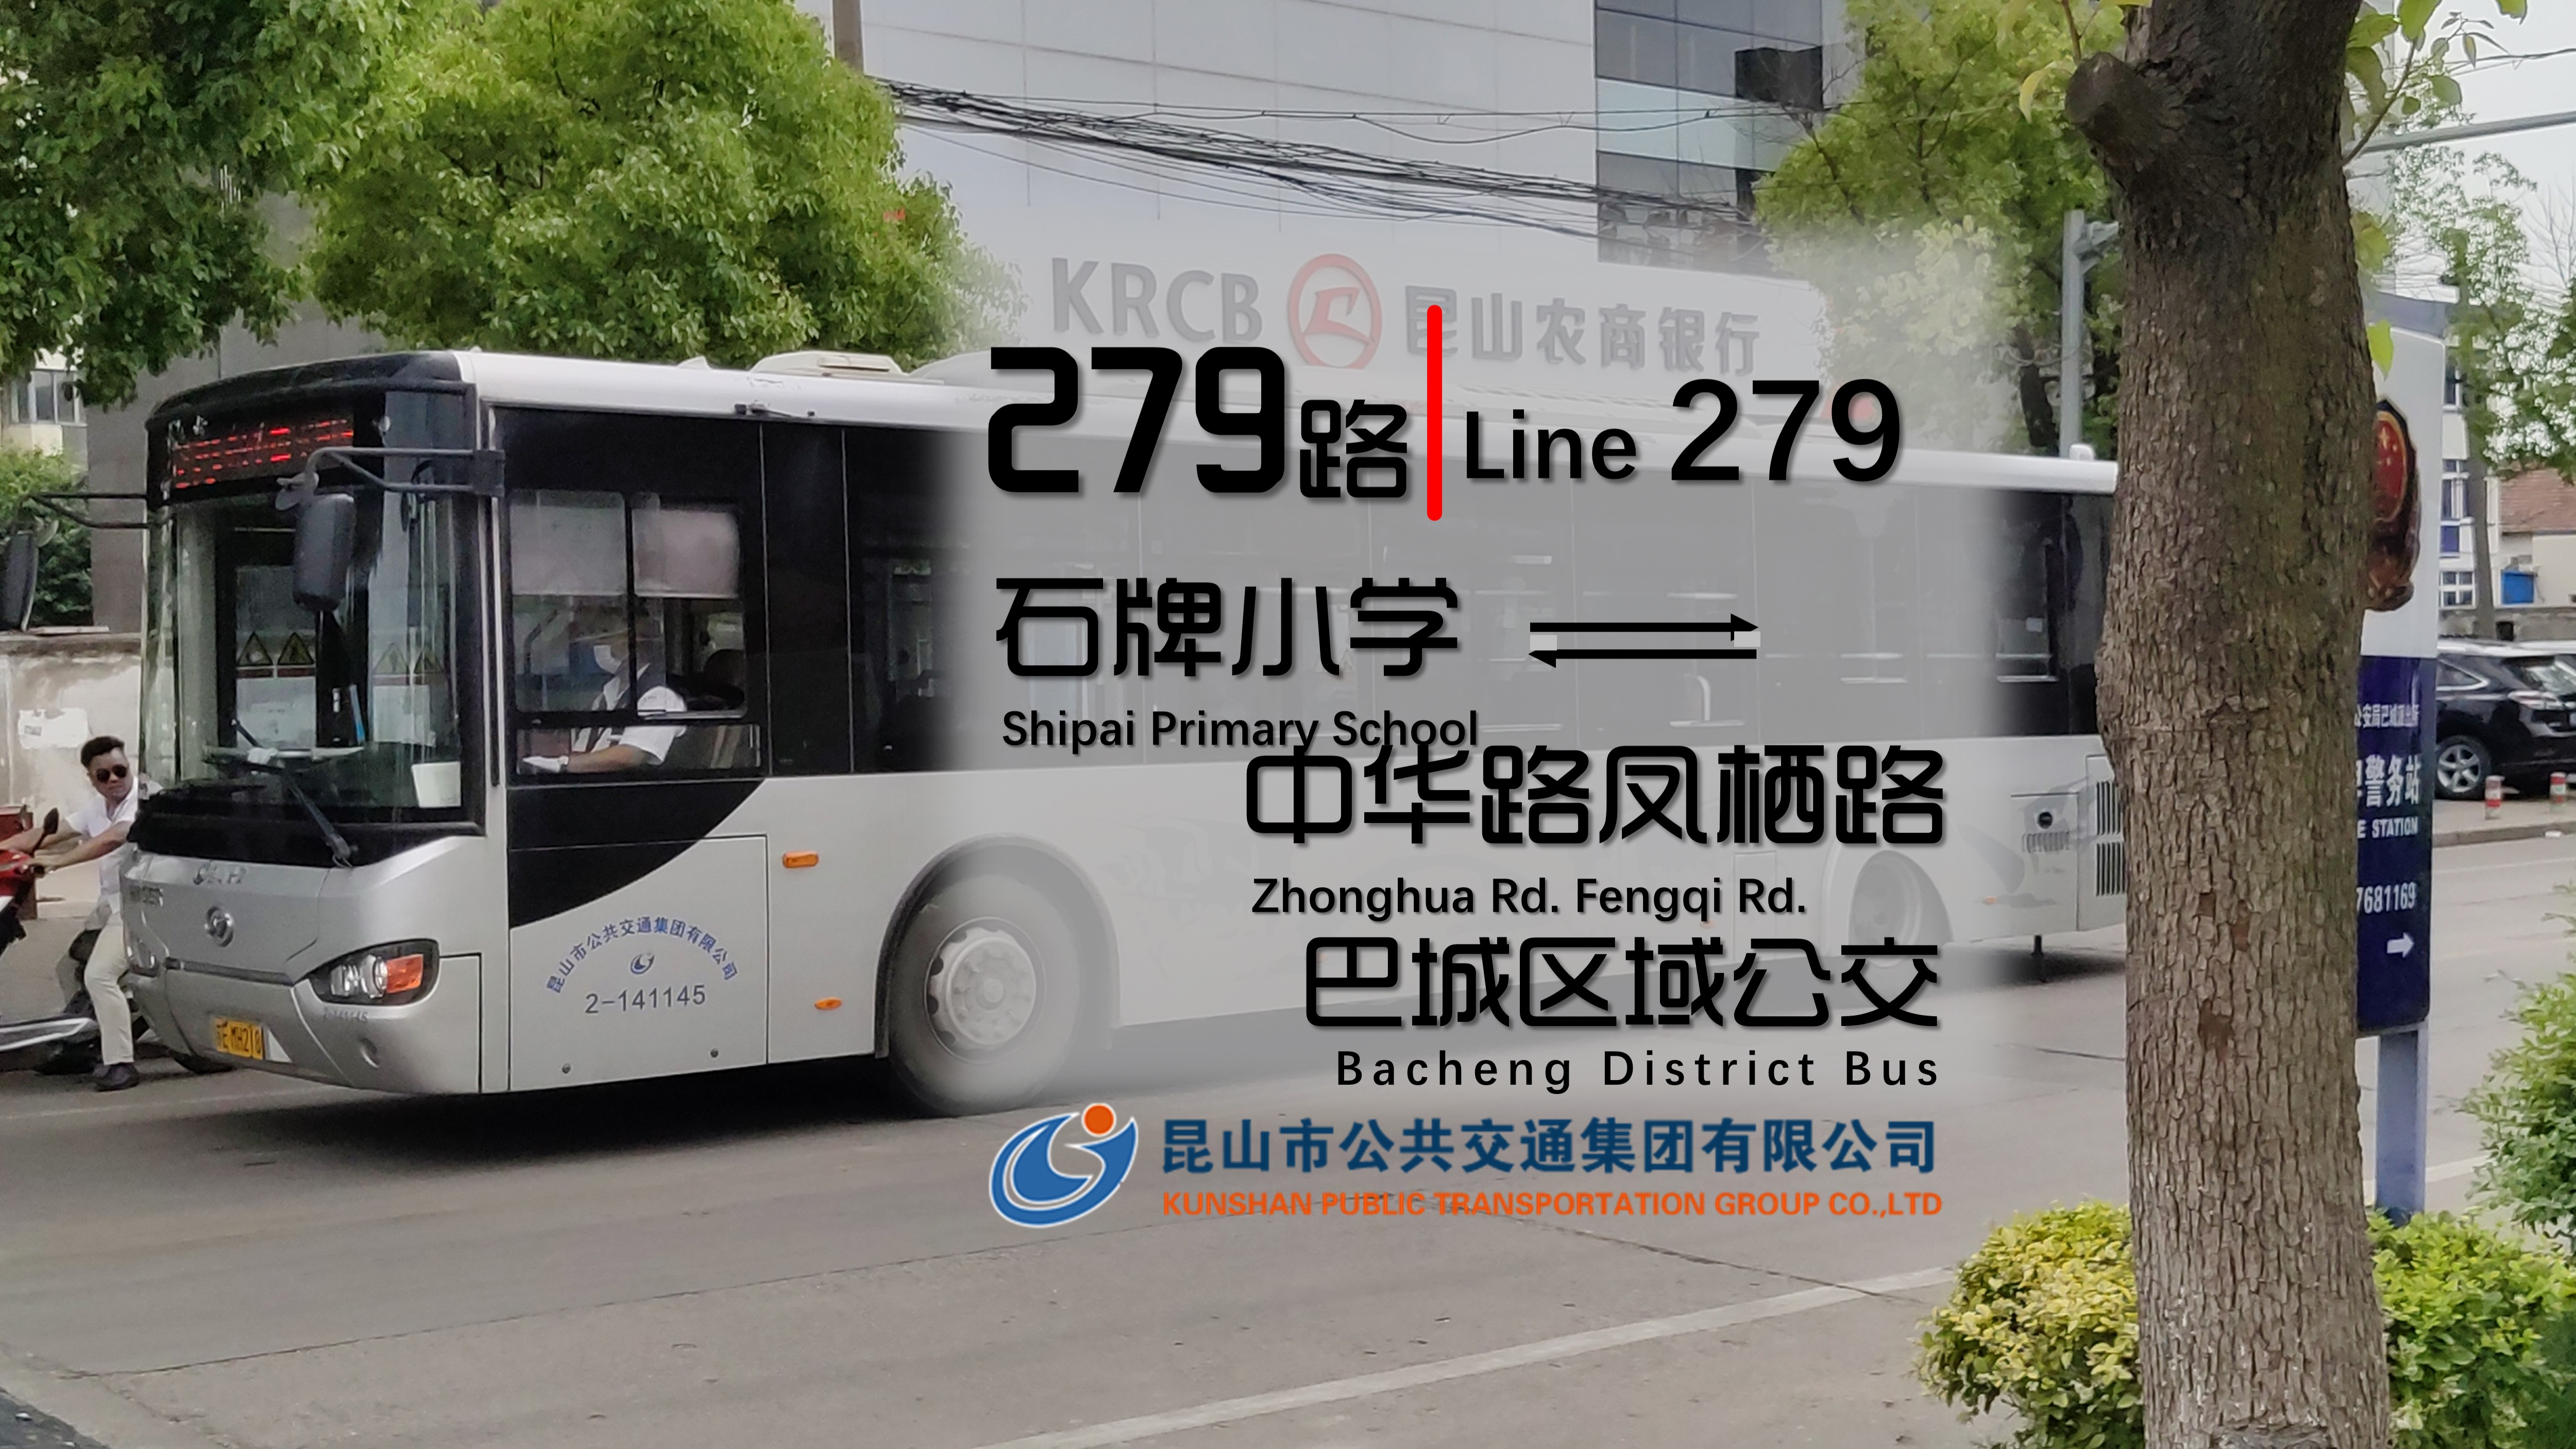 KRCB 昆山农商银行
279路 Line 279
石牌小学
Shipai Primary School
中华路凤栖路
Zhonghua Rd. Fengqi Rd.
巴城区域公交
Bacheng District Bus
昆山市公共交通集团有限公司
KUNSHAN PUBLIC TRANSPORTATION GROUP CO.,LTD
昆山市公共交通集团有限公司
2-141145
警务站
E STATION
7681169